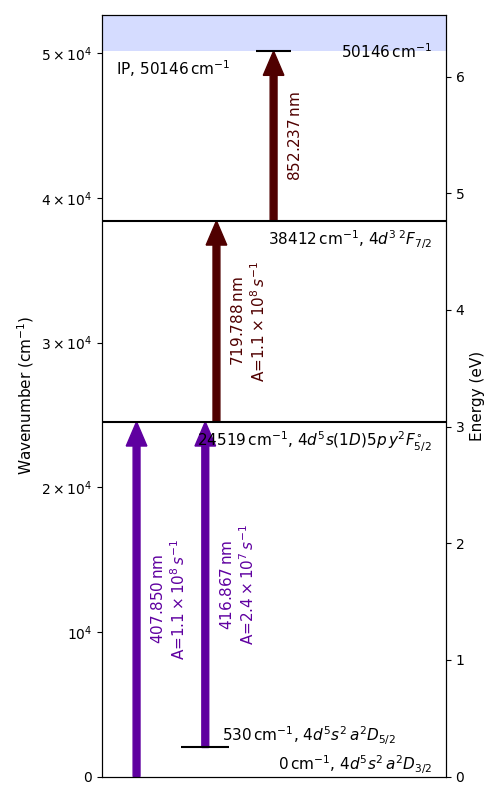 5×10⁴
50146 cm⁻¹
IP, 50146 cm⁻¹
6
852.237 nm
4×10⁴
5
38412 cm⁻¹, 4d³ ²F₇/₂
4
719.788 nm
A=1.1 × 10⁸ s⁻¹
3×10⁴
Wavenumber (cm⁻¹)
Energy (eV)
3
24519 cm⁻¹, 4d⁵s(1D)5p y²F°₅/₂
2×10⁴
2
407.850 nm
A=1.1 × 10⁸ s⁻¹
416.867 nm
A=2.4 × 10⁷ s⁻¹
10⁴
1
530 cm⁻¹, 4d⁵s² a²D₅/₂
0 cm⁻¹, 4d⁵s² a²D₃/₂
0
0